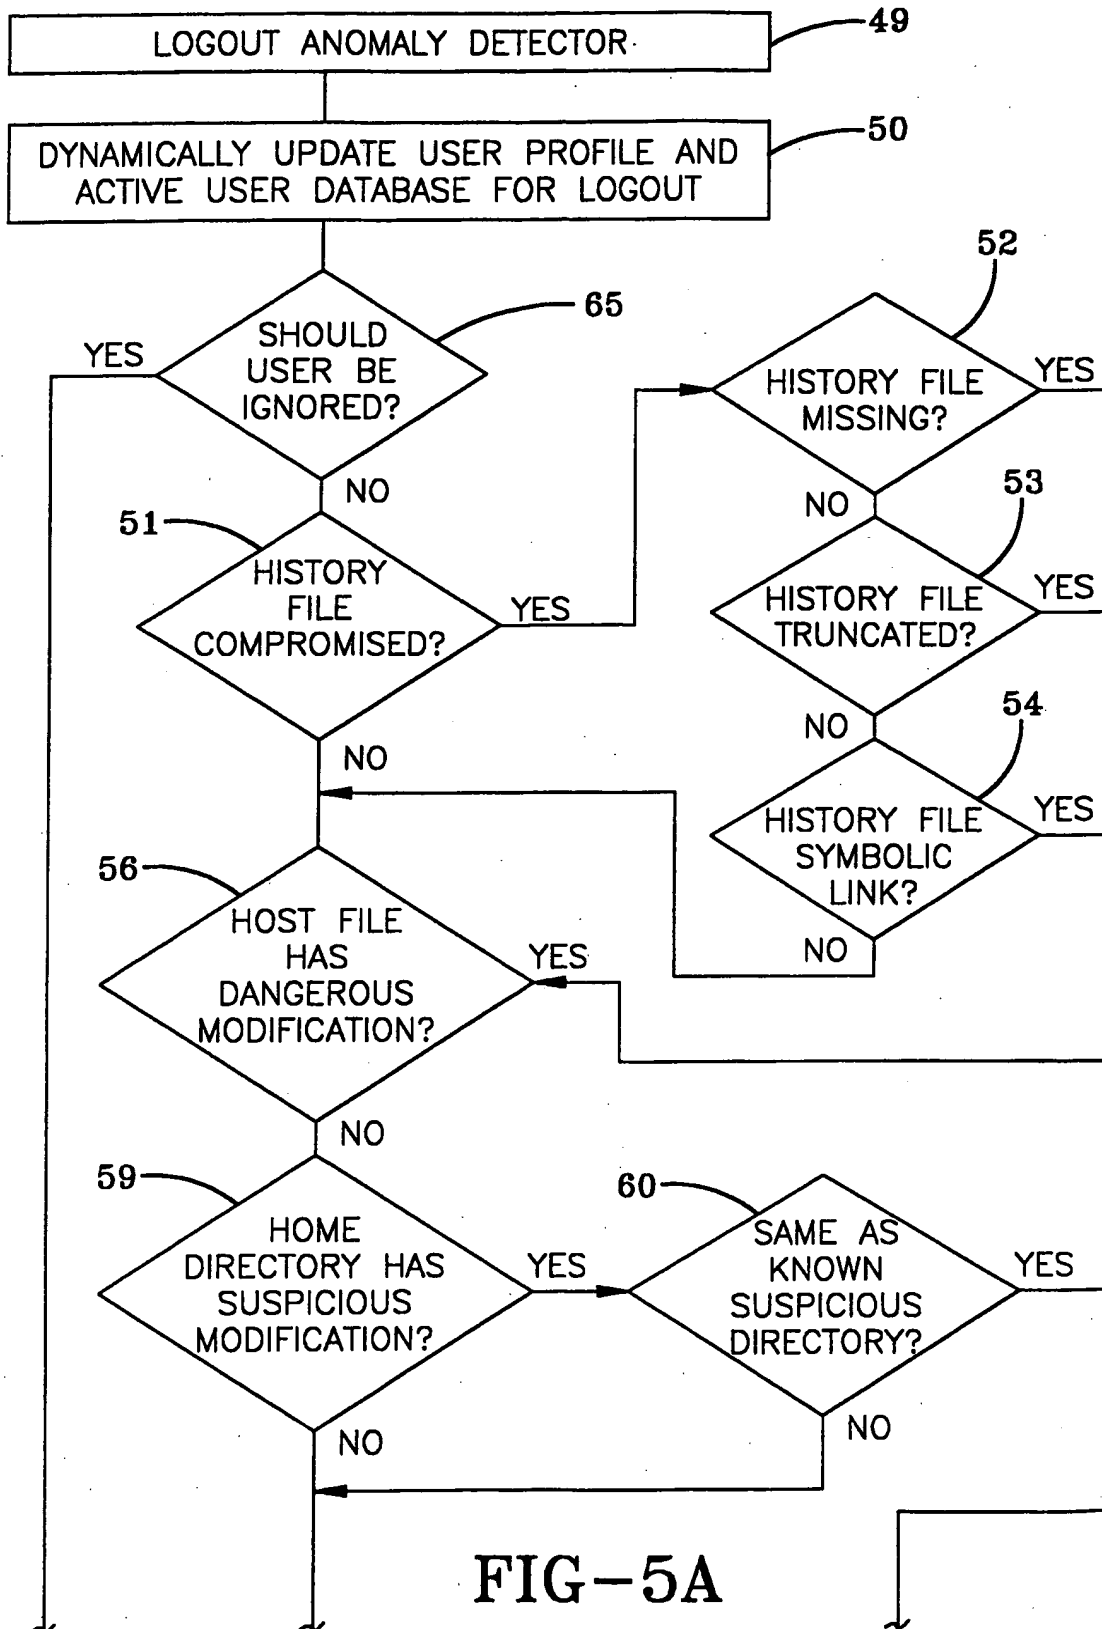 LOGOUT ANOMALY DETECTOR
49
DYNAMICALLY UPDATE USER PROFILE AND
ACTIVE USER DATABASE FOR LOGOUT
50
SHOULD
USER BE
IGNORED?
65
YES
NO
51
HISTORY
FILE
COMPROMISED?
YES
NO
52
HISTORY FILE
MISSING?
YES
NO
53
HISTORY FILE
TRUNCATED?
YES
NO
54
HISTORY FILE
SYMBOLIC
LINK?
YES
NO
56
HOST FILE
HAS
DANGEROUS
MODIFICATION?
YES
NO
59
HOME
DIRECTORY HAS
SUSPICIOUS
MODIFICATION?
YES
NO
60
SAME AS
KNOWN
SUSPICIOUS
DIRECTORY?
YES
NO
FIG-5A